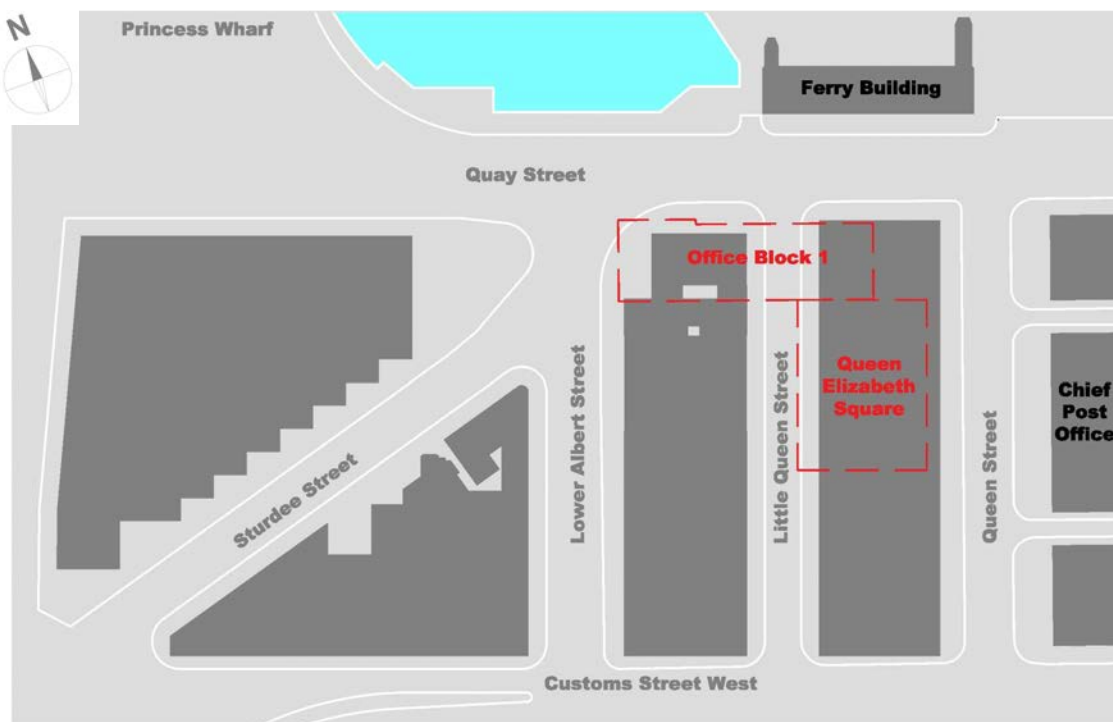 N
Princess Wharf
Ferry Building
Quay Street
Office Block 1
Queen
Elizabeth
Square
Chief
Post
Office
Sturdee Street
Lower Albert Street
Little Queen Street
Queen Street
Customs Street West